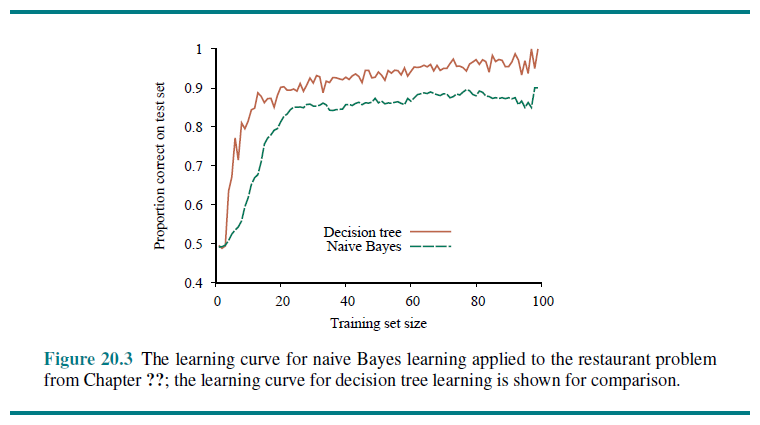 1
0.9
0.8
0.7
0.6
0.5
0.4
Proportion correct on test set
Decision tree
Naive Bayes
0 20 40 60 80 100
Training set size
Figure 20.3 The learning curve for naive Bayes learning applied to the restaurant problem
from Chapter ??; the learning curve for decision tree learning is shown for comparison.